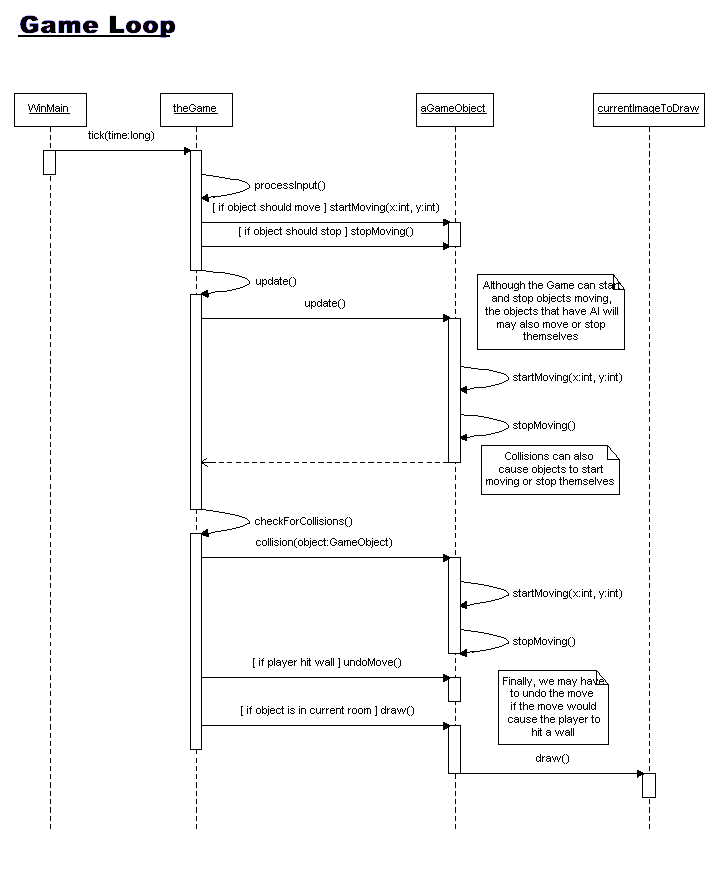 Game Loop
WinMain
theGame
aGameObject
currentImageToDraw
tick(time:long)
processInput()
[ if object should move ] startMoving(x:int, y:int)
[ if object should stop ] stopMoving()
update()
update()
Although the Game can start
and stop objects moving,
the objects that have AI will
may also move or stop
themselves
startMoving(x:int, y:int)
stopMoving()
Collisions can also
cause objects to start
moving or stop themselves
checkForCollisions()
collision(object:GameObject)
startMoving(x:int, y:int)
stopMoving()
[ if player hit wall ] undoMove()
Finally, we may have
to undo the move
if the move would
cause the player to
hit a wall
[ if object is in current room ] draw()
draw()